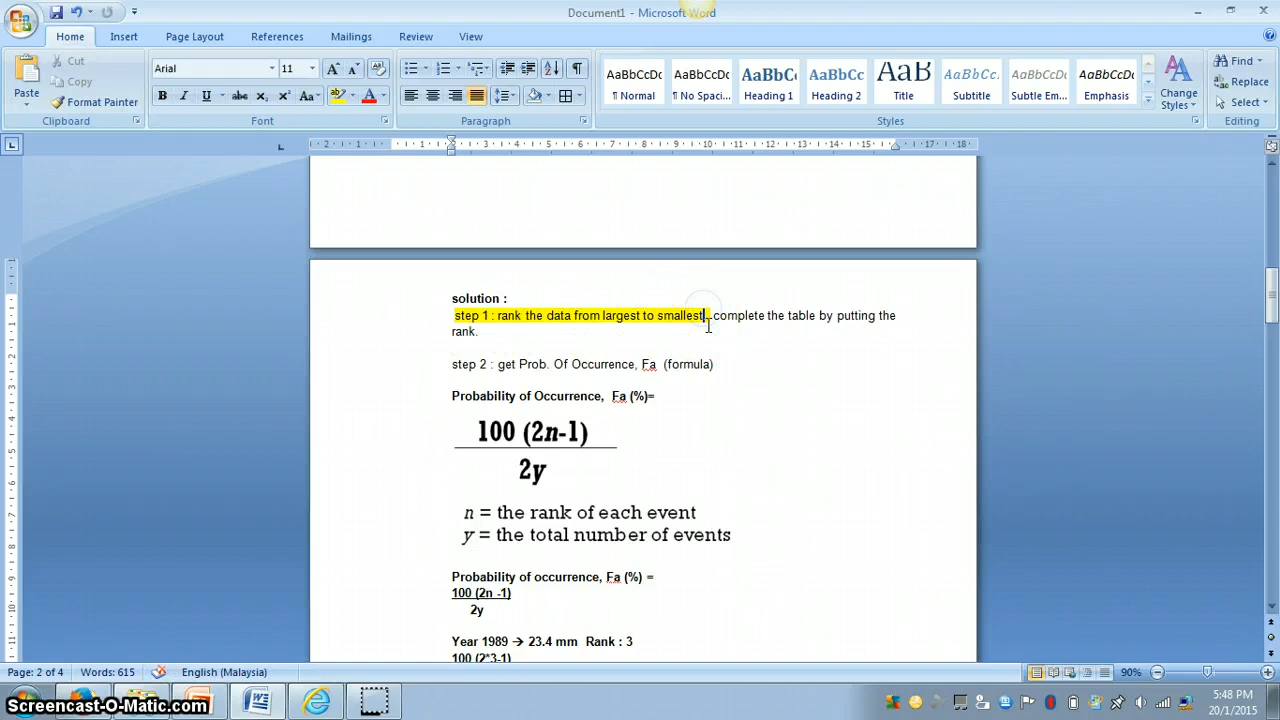 Document1 - Microsoft Word
Home Insert Page Layout References Mailings Review View
Paste
Cut
Copy
Format Painter
Clipboard
Arial 11
Font
Paragraph
AaBbCcDc AaBbCcDc AaBbCc AaBbCc AaB AaBbCc. AaBbCcDc AaBbCcDc
¶ Normal ¶ No Spaci... Heading 1 Heading 2 Title Subtitle Subtle Em... Emphasis
Change Styles
Styles
Find
Replace
Select
Editing
solution :
step 1 : rank the data from largest to smallest...complete the table by putting the
rank.
step 2 : get Prob. Of Occurrence, Fa (formula)
Probability of Occurrence, Fa (%)=
100 (2n-1)
2y
n = the rank of each event
y = the total number of events
Probability of occurrence, Fa (%) =
100 (2n -1)
2y
Year 1989 → 23.4 mm Rank : 3
100 (2*3-1)
Page: 2 of 4 Words: 615 English (Malaysia) 90%
Screencast-O-Matic.com
5:48 PM
20/1/2015